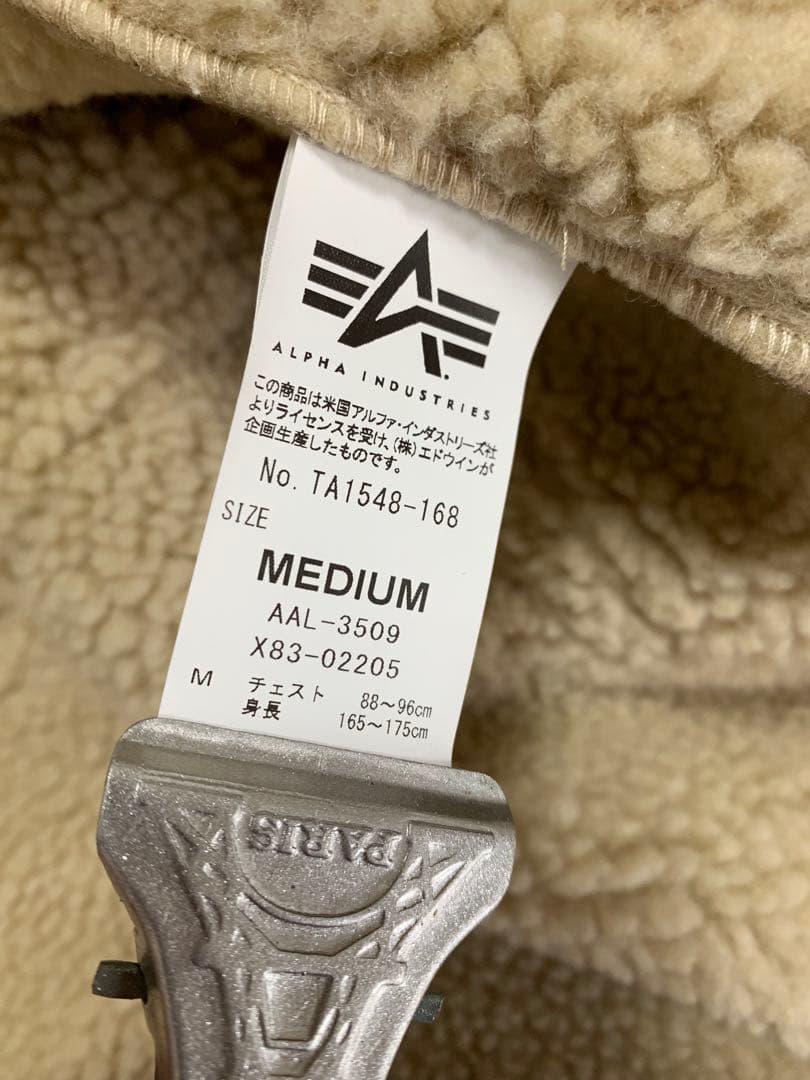 ALPHA INDUSTRIES
この商品は米国アルファ・インダストリーズ社
よりライセンスを受け、(株)エドウインが
企画生産したものです。
No. TA1548-168
SIZE
MEDIUM
AAL-3509
X83-02205
M チェスト 88～96cm
身長 165～175cm
PARIS